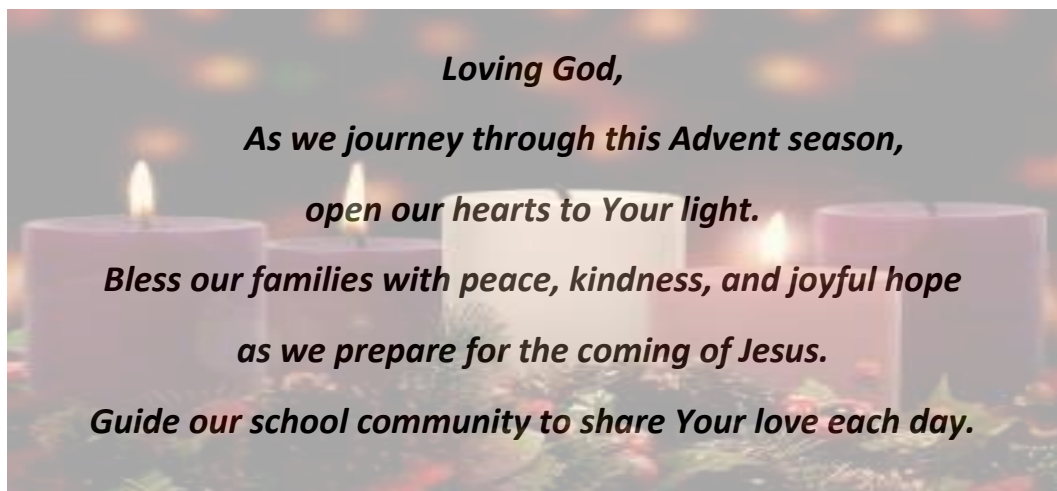 Loving God,
As we journey through this Advent season,
open our hearts to Your light.
Bless our families with peace, kindness, and joyful hope
as we prepare for the coming of Jesus.
Guide our school community to share Your love each day.